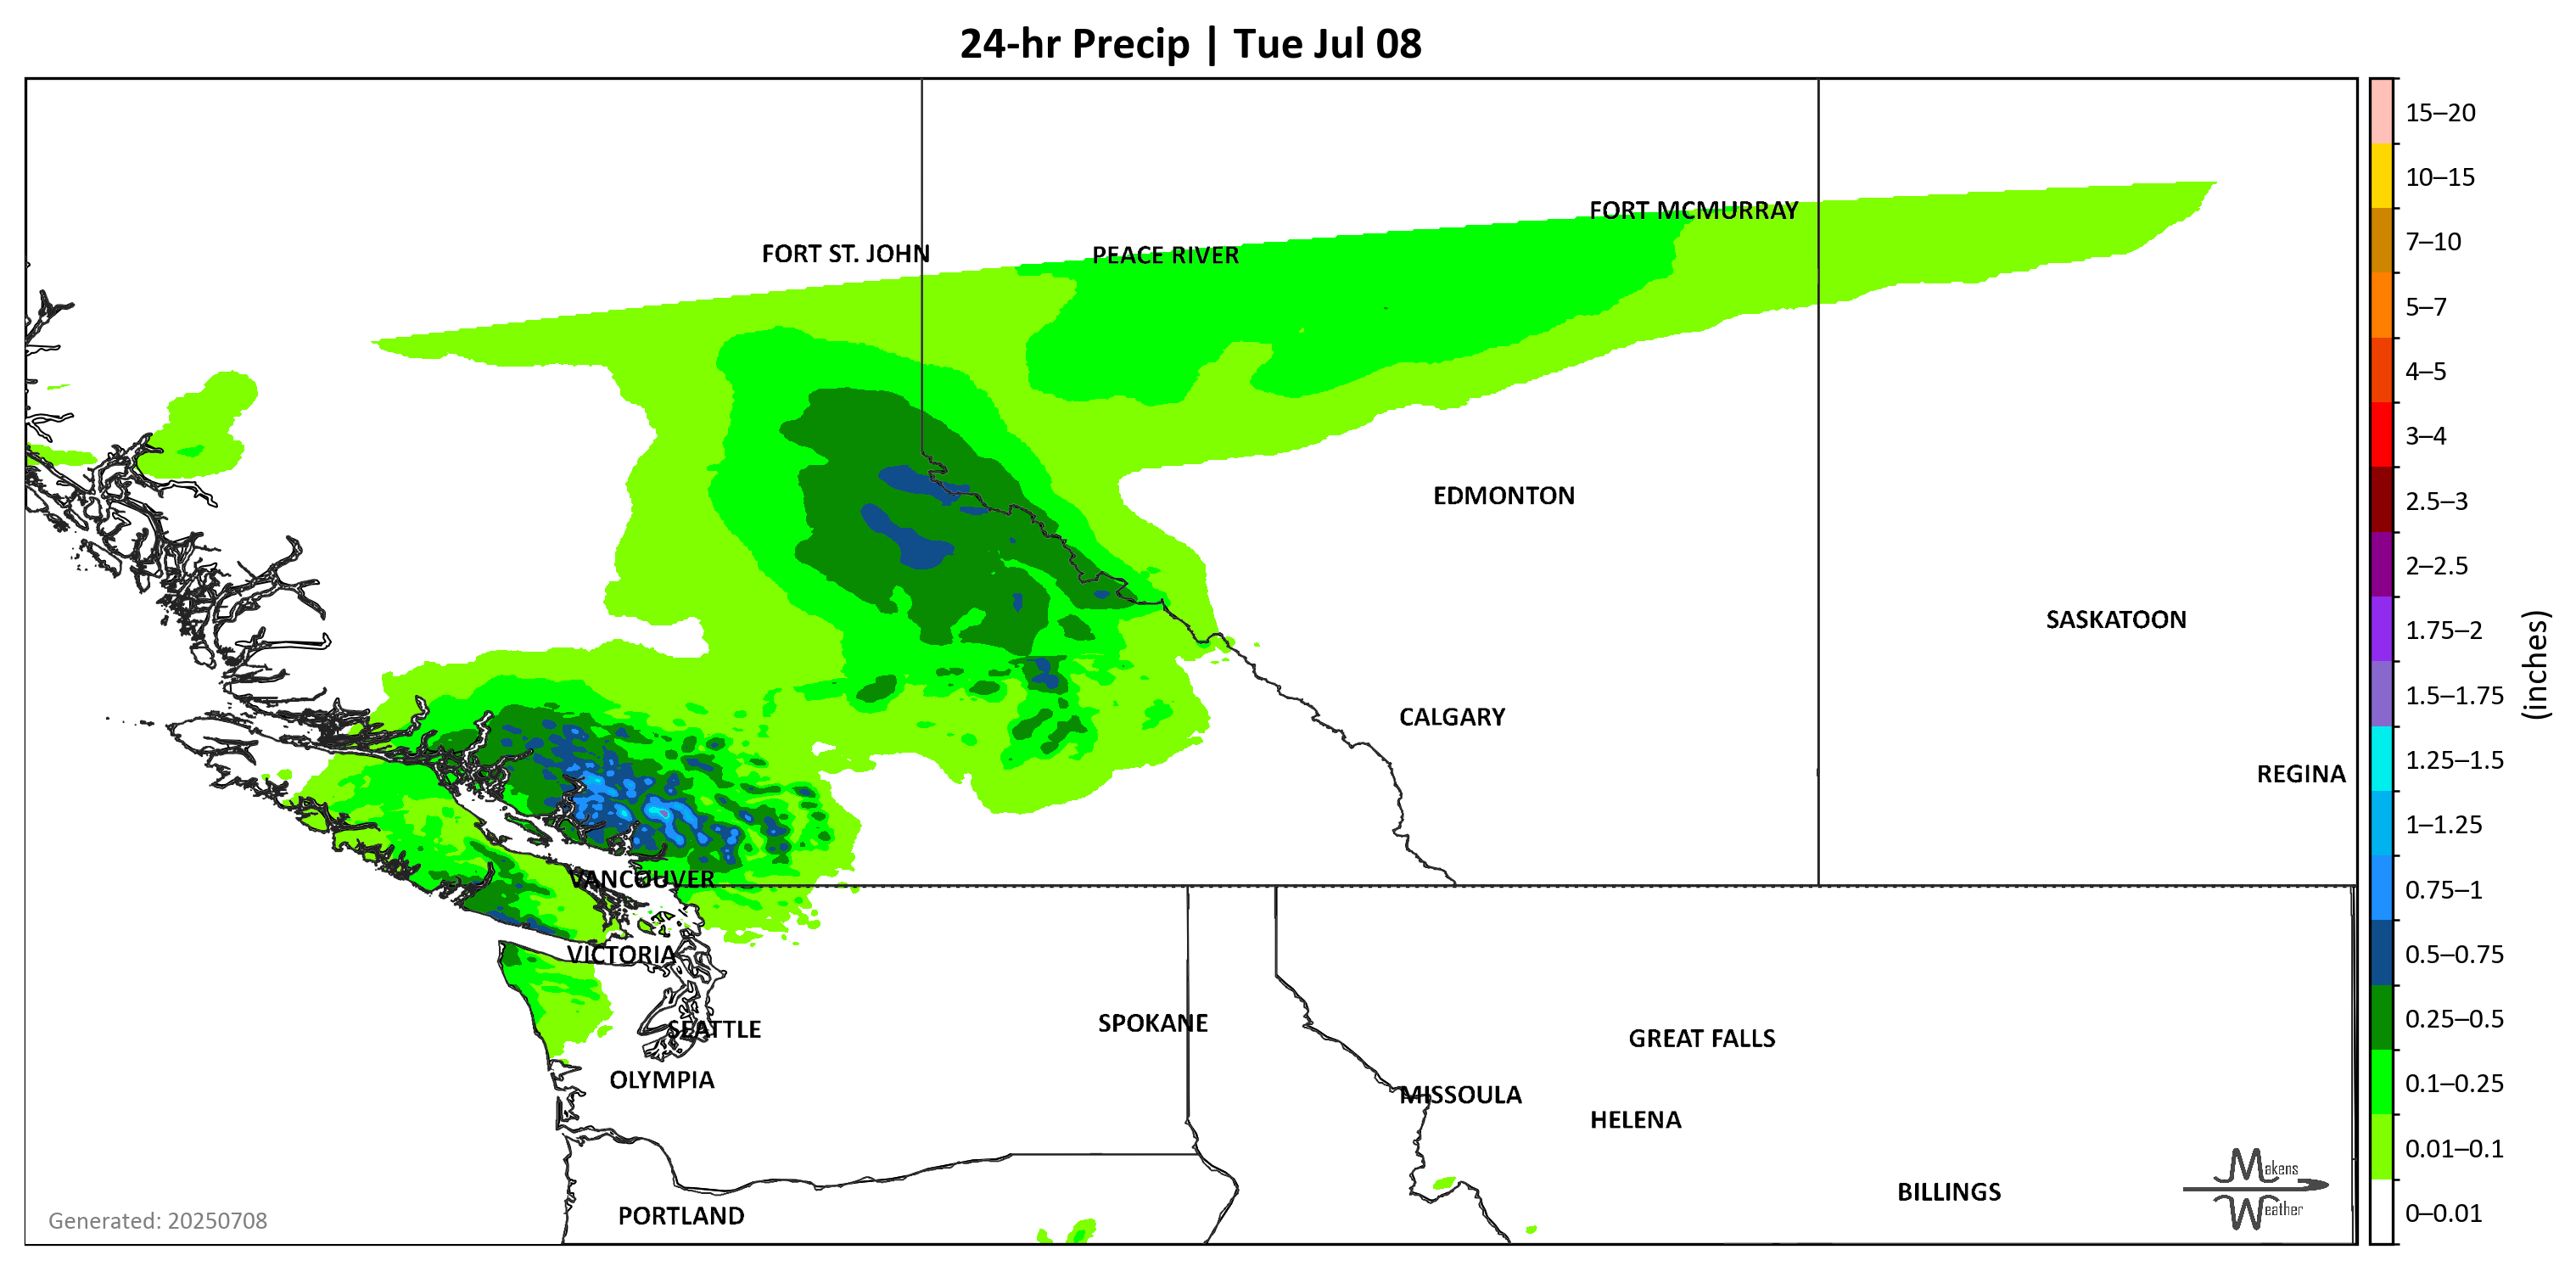 24-hr Precip | Tue Jul 08
15–20
10–15
7–10
5–7
4–5
3–4
2.5–3
2–2.5
1.75–2
1.5–1.75
1.25–1.5
1–1.25
0.75–1
0.5–0.75
0.25–0.5
0.1–0.25
0.01–0.1
0–0.01
(inches)
FORT MCMURRAY
FORT ST. JOHN
PEACE RIVER
EDMONTON
SASKATOON
CALGARY
REGINA
VANCOUVER
VICTORIA
SEATTLE
SPOKANE
GREAT FALLS
OLYMPIA
MISSOULA
HELENA
BILLINGS
PORTLAND
Makens
Weather
Generated: 20250708